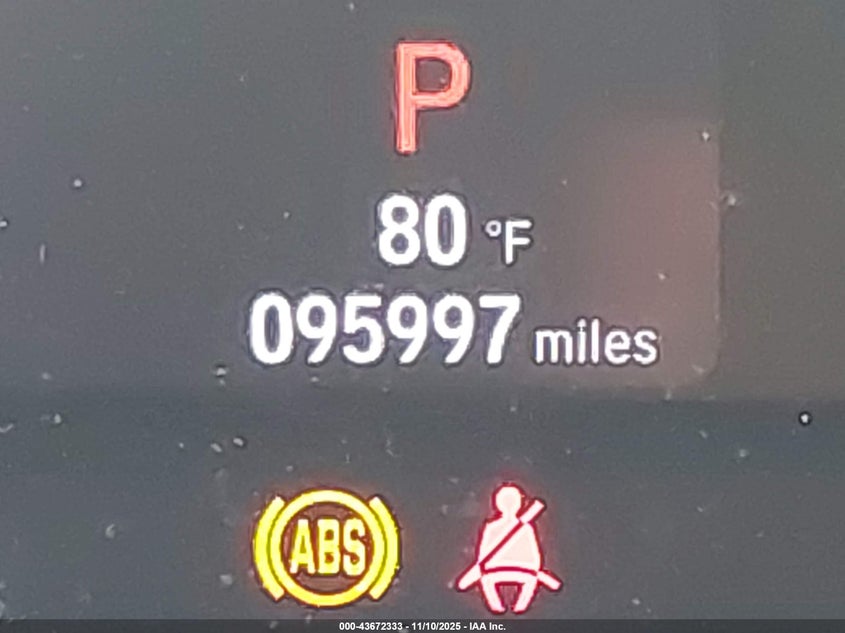 P
80 °F
095997 miles
ABS
000-43672333 - 11/10/2025 - IAA Inc.